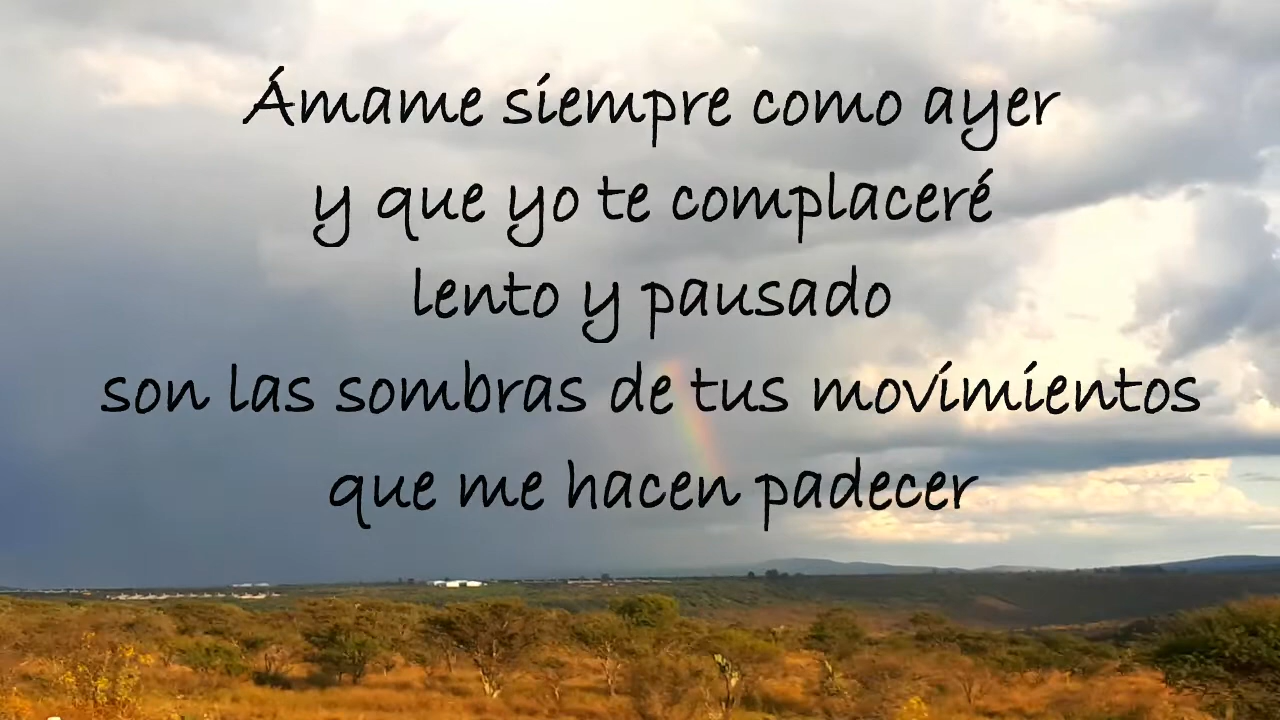 Ámame siempre como ayer
y que yo te complaceré
lento y pausado
son las sombras de tus movimientos
que me hacen padecer